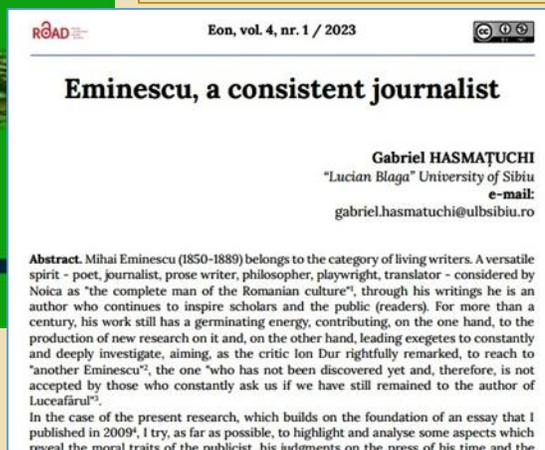 ROAD
Eon, vol. 4, nr. 1 / 2023
cc
Eminescu, a consistent journalist
Gabriel HASMAȚUCHI
"Lucian Blaga" University of Sibiu
e-mail:
gabriel.hasmatuchi@ulbsibiu.ro
Abstract. Mihai Eminescu (1850-1889) belongs to the category of living writers. A versatile
spirit - poet, journalist, prose writer, philosopher, playwright, translator - considered by
Noica as "the complete man of the Romanian culture"¹, through his writings he is an
author who continues to inspire scholars and the public (readers). For more than a
century, his work still has a germinating energy, contributing, on the one hand, to the
production of new research on it and, on the other hand, leading exegetes to constantly
and deeply investigate, aiming, as the critic Ion Dur rightfully remarked, to reach to
"another Eminescu"², the one "who has not been discovered yet and, therefore, is not
accepted by those who constantly ask us if we have still remained to the author of
Luceafărul"³.
In the case of the present research, which builds on the foundation of an essay that I
published in 2009⁴, I try, as far as possible, to highlight and analyse some aspects which
reveal the moral traits of the publicist, his judgments on the press of his time and the